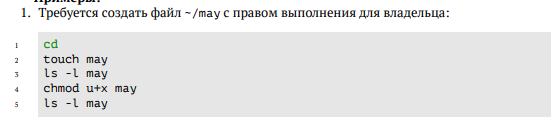 Примеры:
1. Требуется создать файл ~/may с правом выполнения для владельца:
1 cd
2 touch may
3 ls -l may
4 chmod u+x may
5 ls -l may